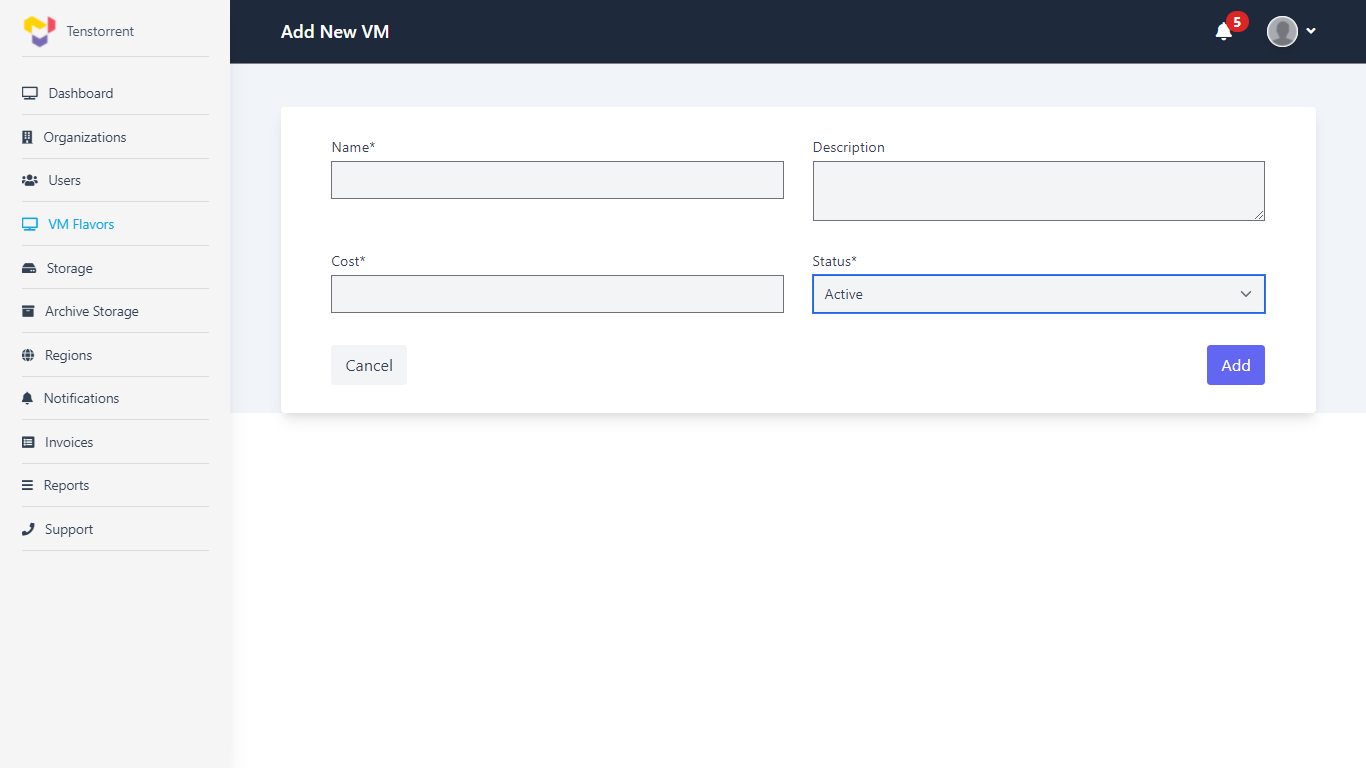 Tenstorrent
Dashboard
Organizations
Users
VM Flavors
Storage
Archive Storage
Regions
Notifications
Invoices
Reports
Support
Add New VM
5
Name*
Description
Cost*
Status*
Active
Cancel
Add